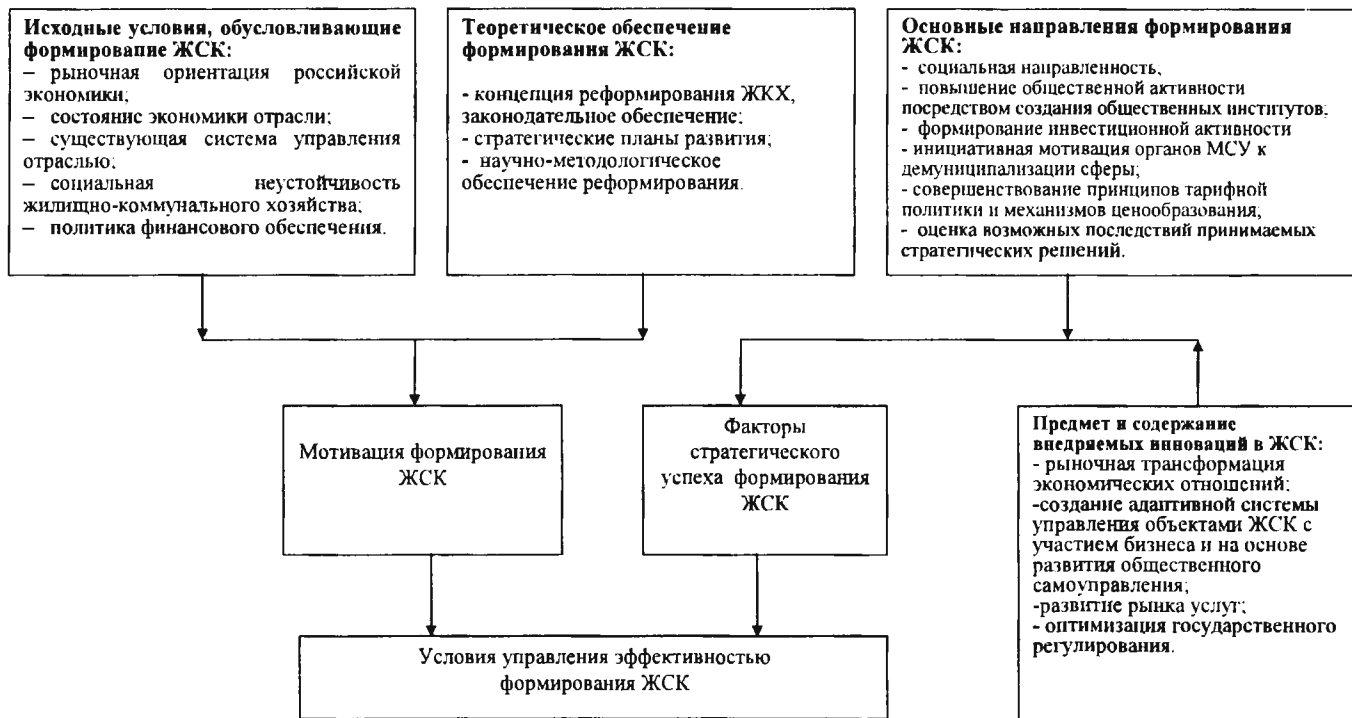 Исходные условия, обусловливающие
формирование ЖСК:
– рыночная ориентация российской
экономики;
– состояние экономики отрасли;
– существующая система управления
отраслью;
– социальная неустойчивость
жилищно-коммунального хозяйства;
– политика финансового обеспечения.
Теоретическое обеспечение
формирования ЖСК:
- концепция реформирования ЖКХ,
законодательное обеспечение;
- стратегические планы развития;
- научно-методологическое
обеспечение реформирования.
Основные направления формирования
ЖСК:
- социальная направленность;
- повышение общественной активности
посредством создания общественных институтов;
- формирование инвестиционной активности
- инициативная мотивация органов МСУ к
демуниципализации сферы;
- совершенствование принципов тарифной
политики и механизмов ценообразования;
- оценка возможных последствий принимаемых
стратегических решений.
Мотивация формирования
ЖСК
Факторы
стратегического
успеха формирования
ЖСК
Предмет и содержание
внедряемых инноваций в ЖСК:
- рыночная трансформация
экономических отношений;
-создание адаптивной системы
управления объектами ЖСК с
участием бизнеса и на основе
развития общественного
самоуправления;
-развитие рынка услуг;
- оптимизация государственного
регулирования.
Условия управления эффективностью
формирования ЖСК